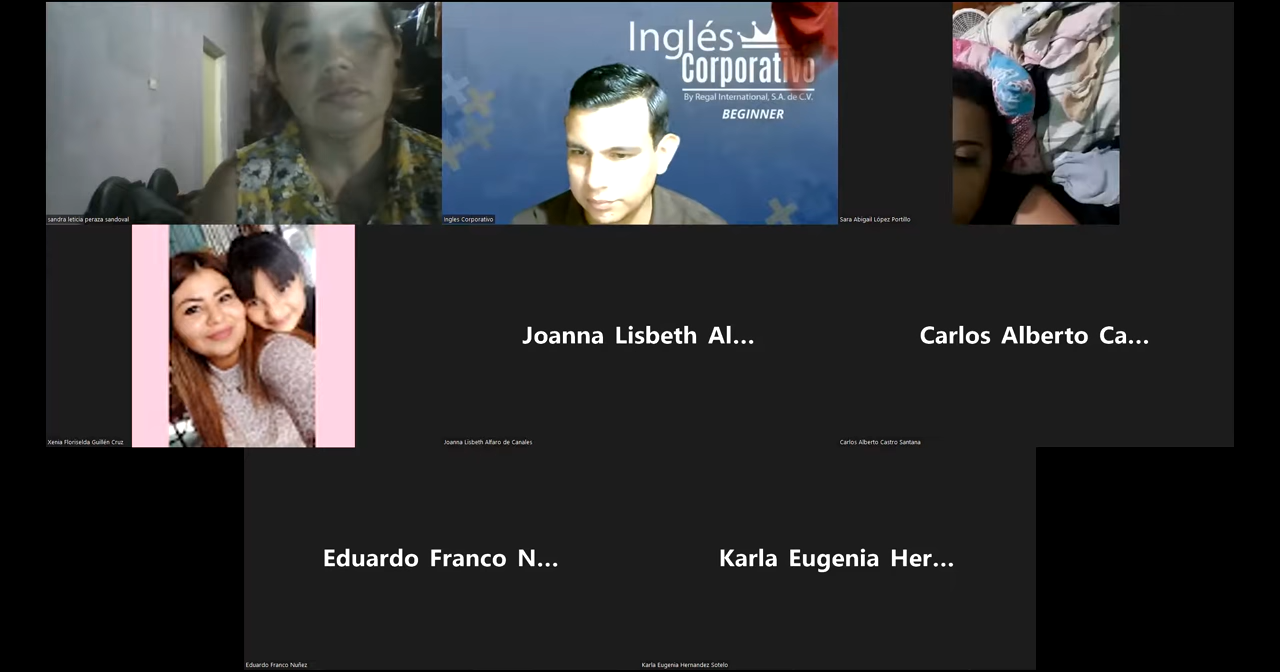 Inglés
Corporativo
By Regal International, S.A. de C.V.
BEGINNER
sandra leticia peraza sandoval
Ingles Corporativo
Sara Abigail López Portillo
Joanna Lisbeth Al...
Carlos Alberto Ca...
Xenia Floriselda Guillén Cruz
Joanna Lisbeth Alfaro de Canales
Carlos Alberto Castro Santana
Eduardo Franco N...
Karla Eugenia Her...
Eduardo Franco Nuñez
Karla Eugenia Hernandez Sotelo